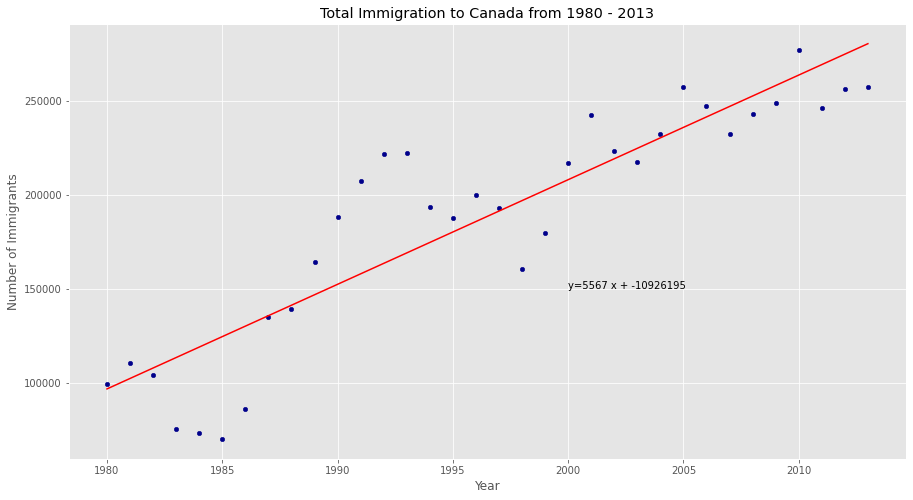 Total Immigration to Canada from 1980 - 2013
Number of Immigrants
250000
200000
150000
100000
y=5567 x + -10926195
1980 1985 1990 1995 2000 2005 2010
Year